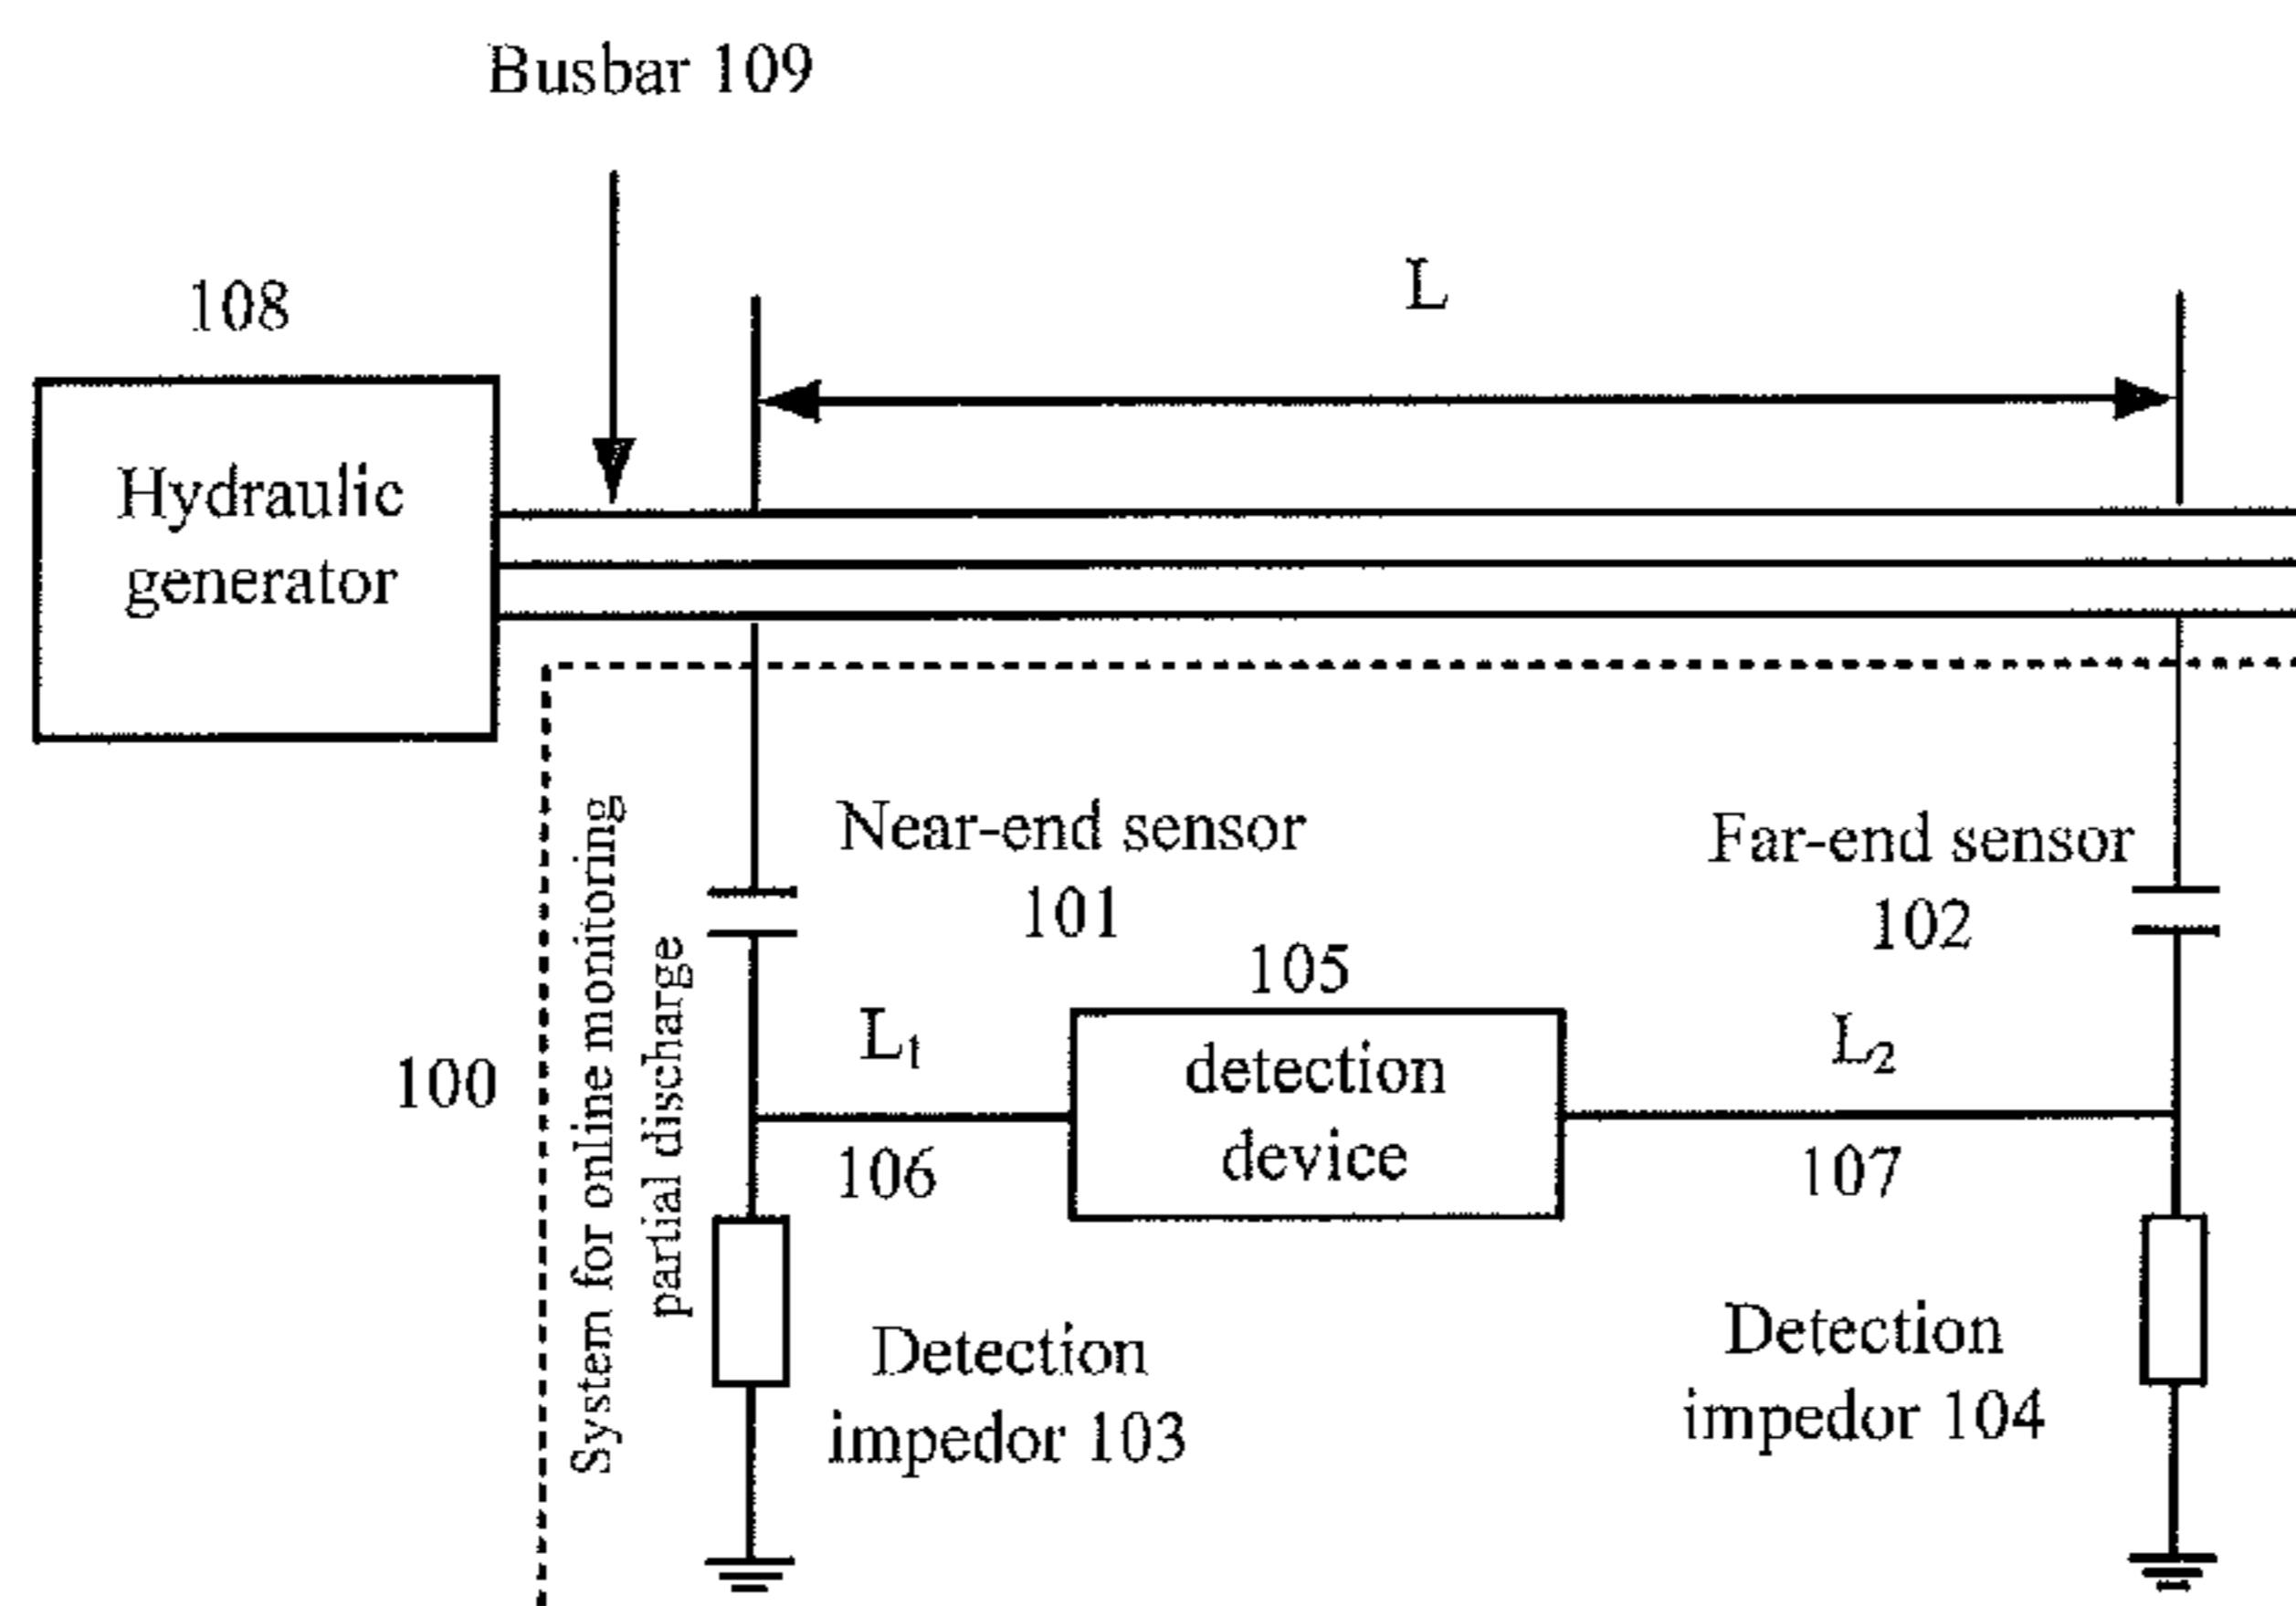 Busbar 109
L
108
Hydraulic
generator
Near-end sensor
101
Far-end sensor
102
System for online monitoring
partial discharge
100
105
detection
device
L1
106
L2
107
Detection
impedor 103
Detection
impedor 104